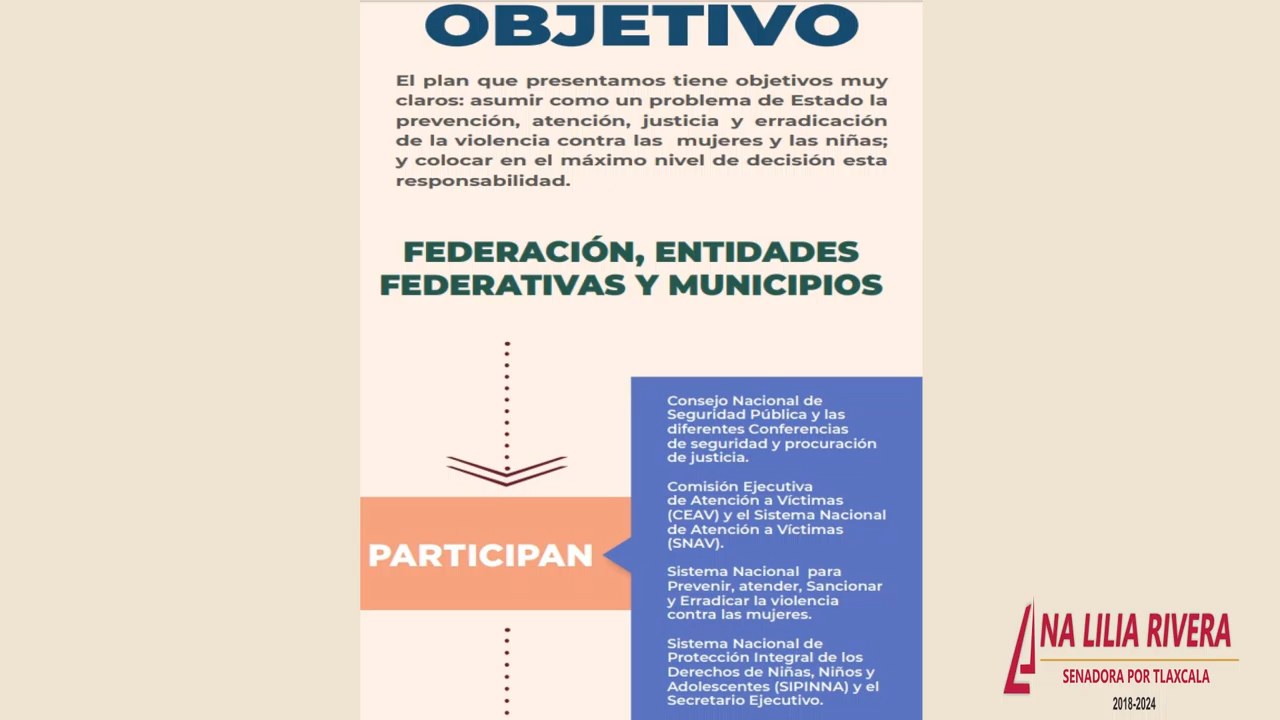 OBJETIVO
El plan que presentamos tiene objetivos muy
claros: asumir como un problema de Estado la
prevención, atención, justicia y erradicación
de la violencia contra las mujeres y las niñas;
y colocar en el máximo nivel de decisión esta
responsabilidad.
FEDERACIÓN, ENTIDADES
FEDERATIVAS Y MUNICIPIOS
PARTICIPAN
Consejo Nacional de
Seguridad Pública y las
diferentes Conferencias
de seguridad y procuración
de justicia.
Comisión Ejecutiva
de Atención a Víctimas
(CEAV) y el Sistema Nacional
de Atención a Víctimas
(SNAV).
Sistema Nacional para
Prevenir, atender, Sancionar
y Erradicar la violencia
contra las mujeres.
Sistema Nacional de
Protección Integral de los
Derechos de Niñas, Niños y
Adolescentes (SIPINNA) y el
Secretario Ejecutivo.
ANA LILIA RIVERA
SENADORA POR TLAXCALA
2018-2024